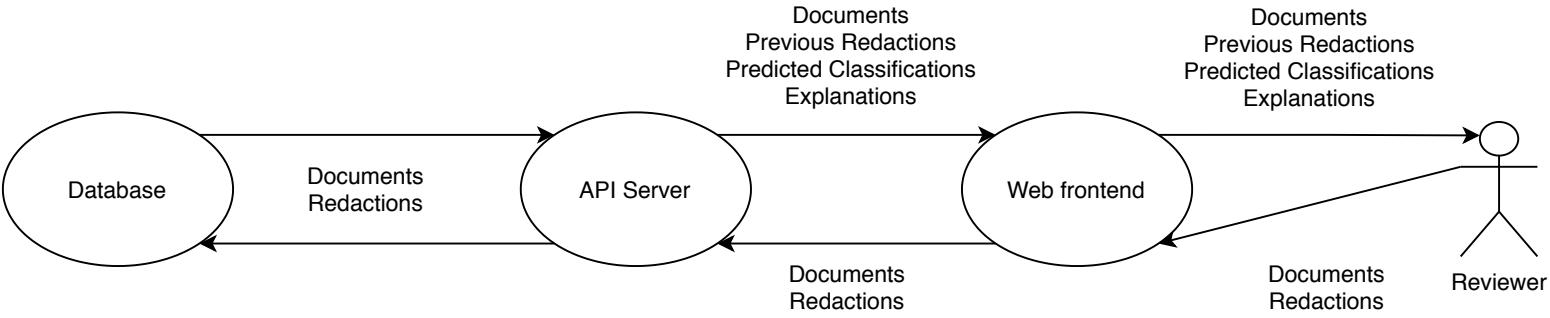 Documents
Previous Redactions
Predicted Classifications
Explanations
Documents
Previous Redactions
Predicted Classifications
Explanations
Database
Documents
Redactions
API Server
Web frontend
Documents
Redactions
Documents
Redactions
Reviewer